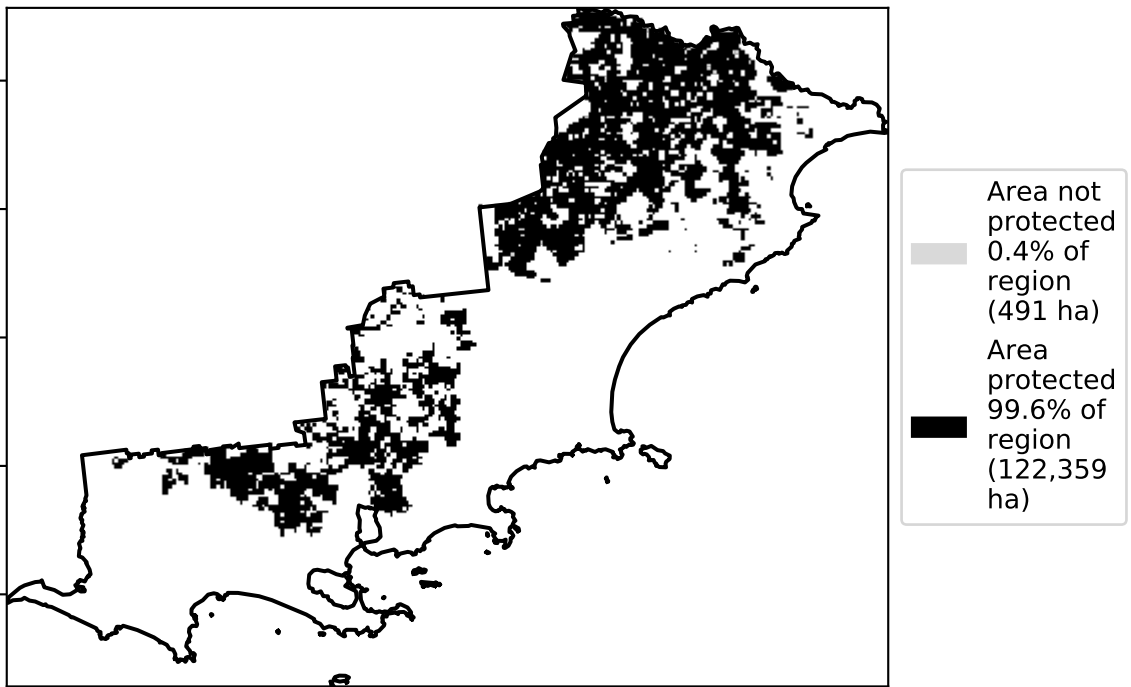 Area not
protected
0.4% of
region
(491 ha)
Area
protected
99.6% of
region
(122,359
ha)